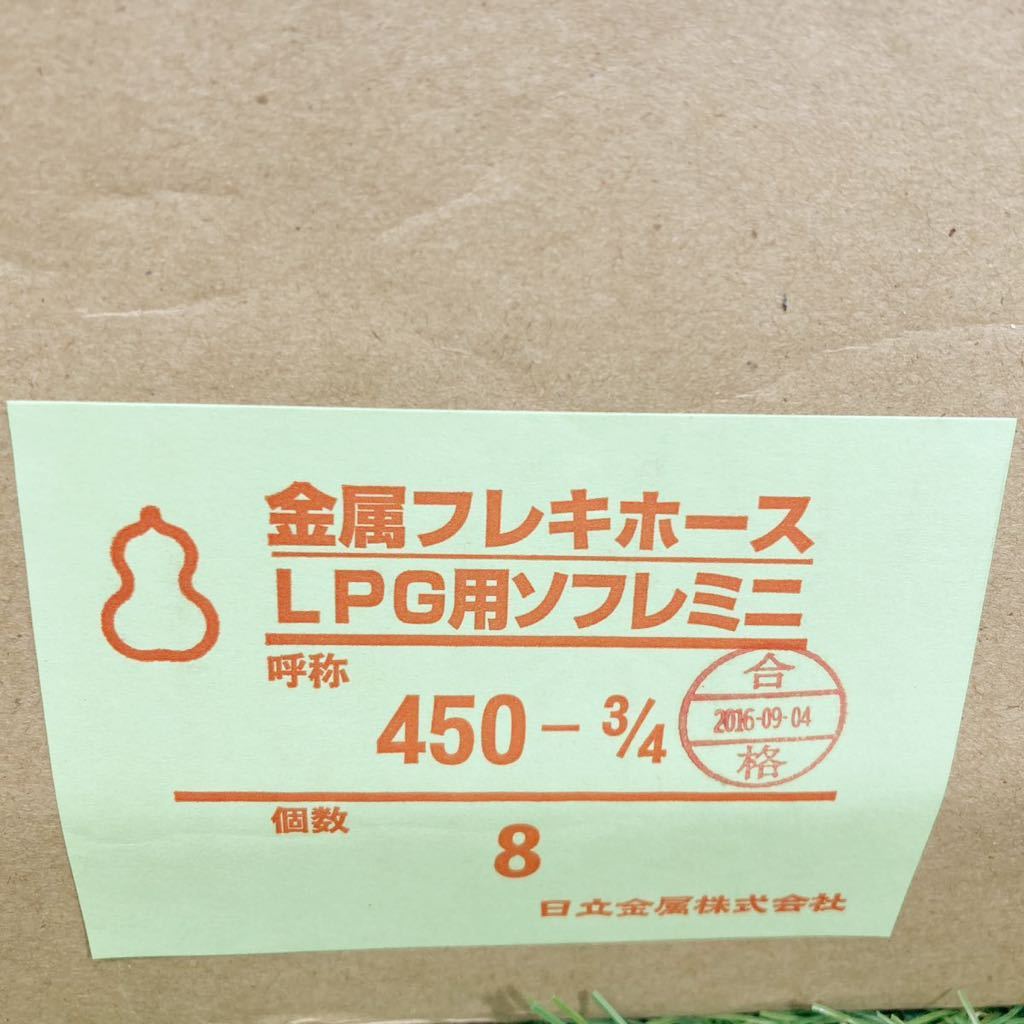 金属フレキホース
LPG用ソフレミニ
呼称
450-3/4
合
2016-09-04
格
個数
8
日立金属株式会社